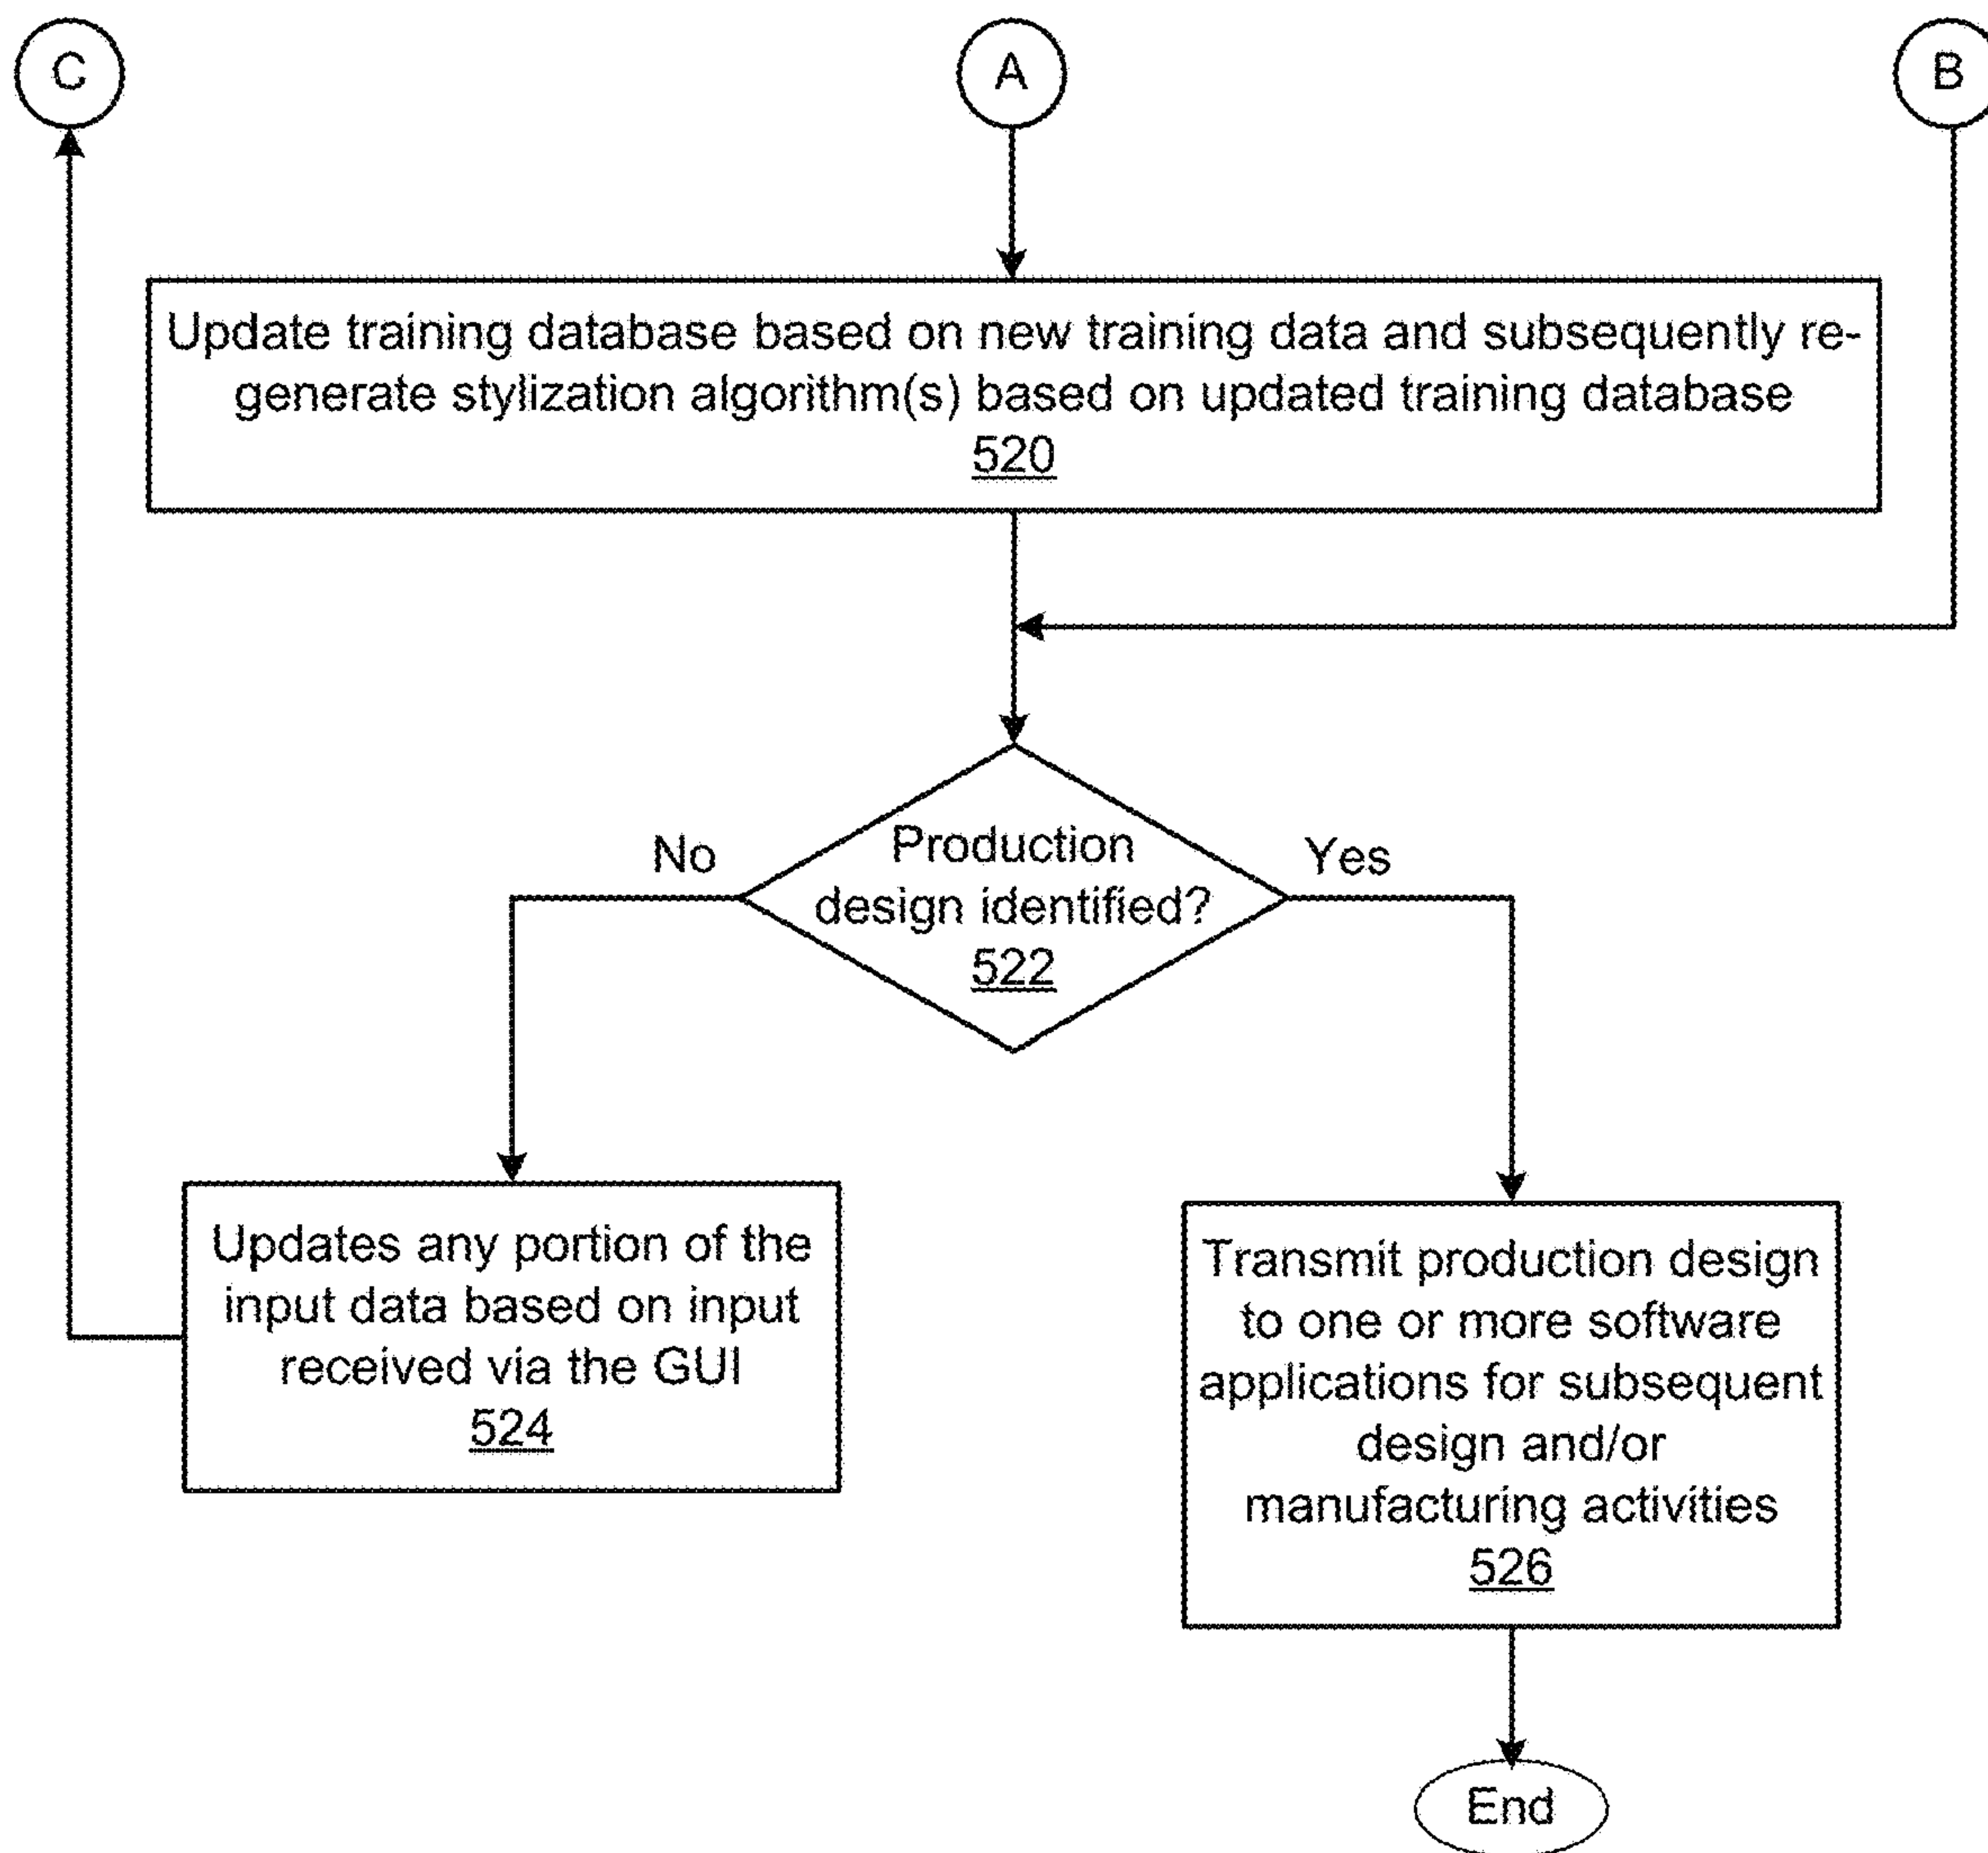 C
A
B
Update training database based on new training data and subsequently re-
generate stylization algorithm(s) based on updated training database
520
No
Production
design identified?
522
Yes
Updates any portion of the
input data based on input
received via the GUI
524
Transmit production design
to one or more software
applications for subsequent
design and/or
manufacturing activities
526
End